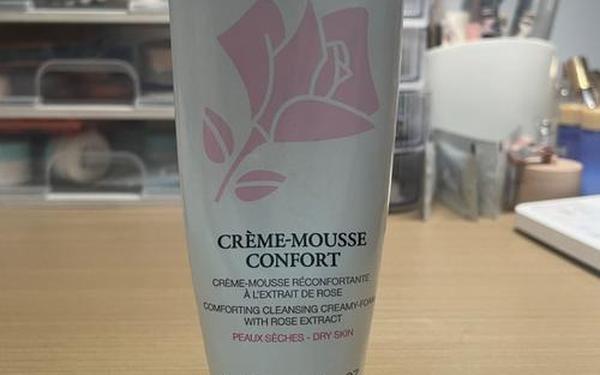 CRÈME-MOUSSE
CONFORT
CRÈME-MOUSSE RÉCONFORTANTE
À L'EXTRAIT DE ROSE
COMFORTING CLEANSING CREAMY-FOAM
WITH ROSE EXTRACT
PEAUX SÈCHES - DRY SKIN